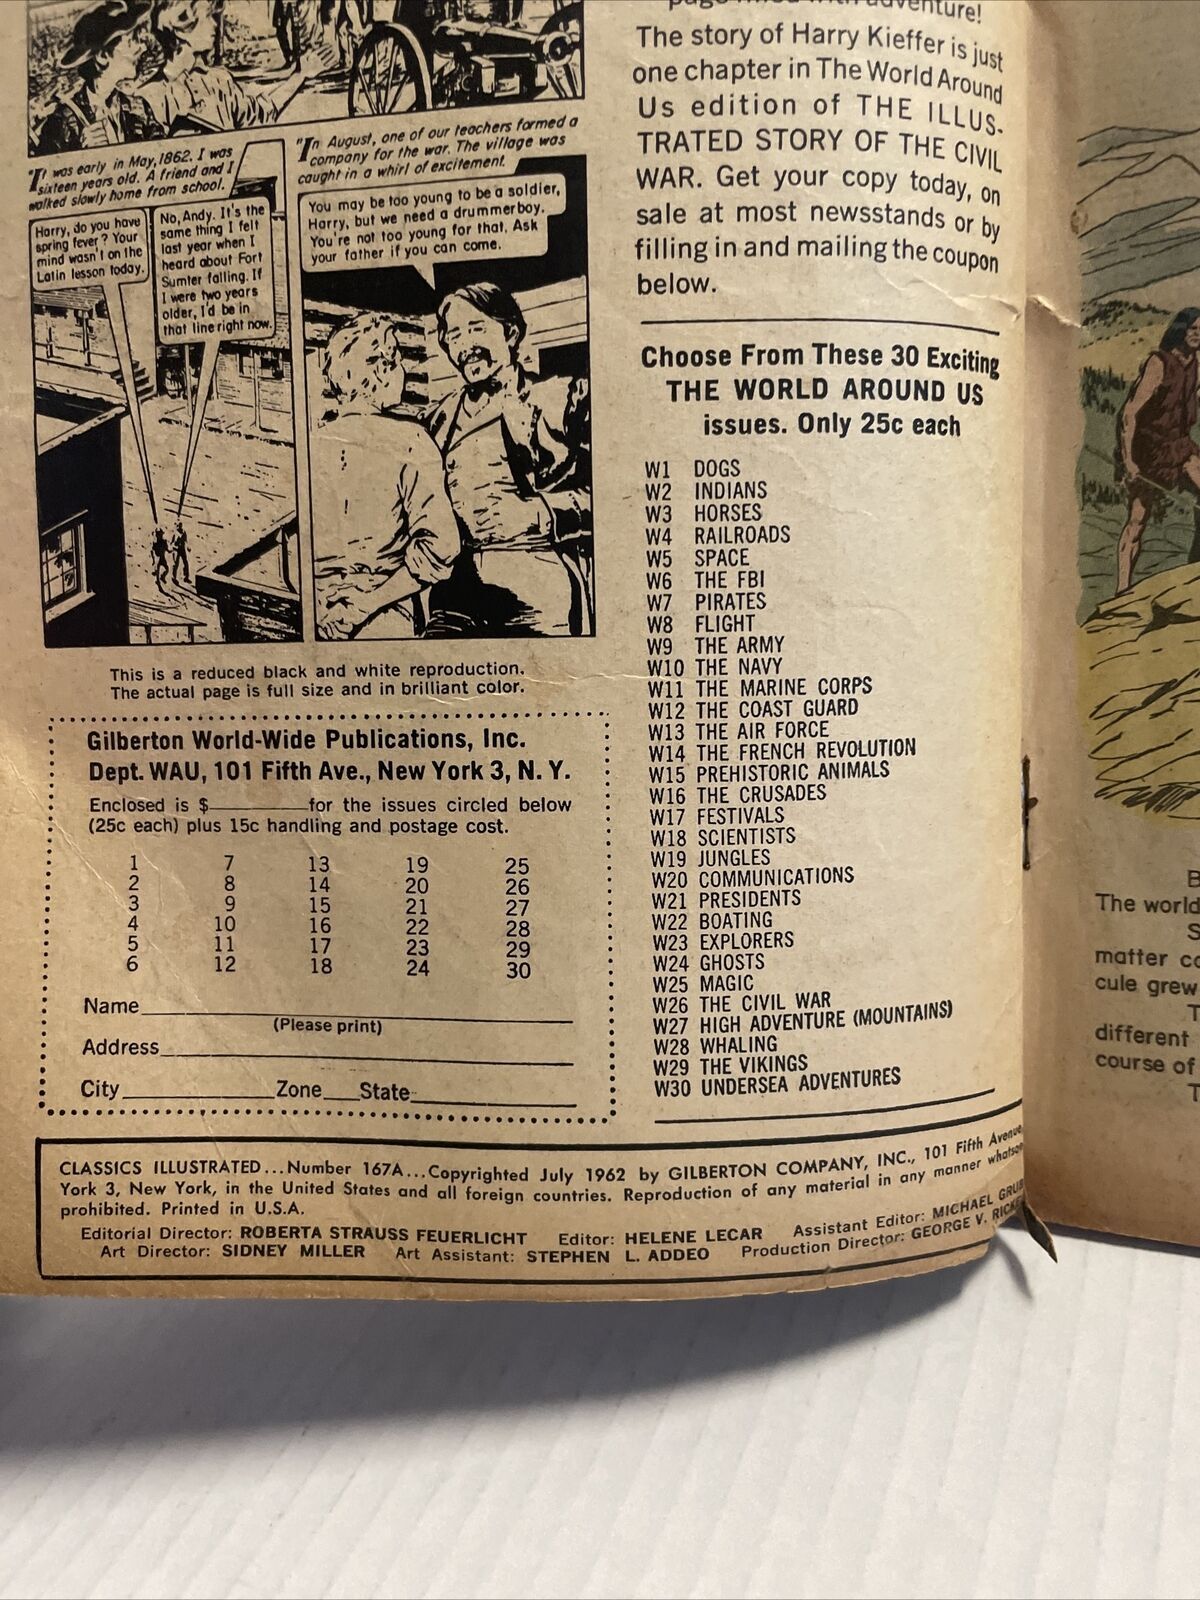 "It was early in May, 1862. I was
sixteen years old. A friend and I
walked slowly home from school.
Harry, do you have
spring fever? Your
mind wasn't on the
Latin lesson today.
No, Andy. It's the
same thing I felt
last year when I
heard about Fort
Sumter falling. If
I were two years
older, I'd be in
that line right now.
"In August, one of our teachers formed a
company for the war. The village was
caught in a whirl of excitement.
You may be too young to be a soldier,
Harry, but we need a drummerboy.
You're not too young for that. Ask
your father if you can come.
This is a reduced black and white reproduction.
The actual page is full size and in brilliant color.
Gilberton World-Wide Publications, Inc.
Dept. WAU, 101 Fifth Ave., New York 3, N. Y.
Enclosed is $ for the issues circled below
(25c each) plus 15c handling and postage cost.
1 7 13 19 25
2 8 14 20 26
3 9 15 21 27
4 10 16 22 28
5 11 17 23 29
6 12 18 24 30
Name
(Please print)
Address
City Zone State
adventure!
The story of Harry Kieffer is just
one chapter in The World Around
Us edition of THE ILLUS-
TRATED STORY OF THE CIVIL
WAR. Get your copy today, on
sale at most newsstands or by
filling in and mailing the coupon
below.
Choose From These 30 Exciting
THE WORLD AROUND US
issues. Only 25c each
W1 DOGS
W2 INDIANS
W3 HORSES
W4 RAILROADS
W5 SPACE
W6 THE FBI
W7 PIRATES
W8 FLIGHT
W9 THE ARMY
W10 THE NAVY
W11 THE MARINE CORPS
W12 THE COAST GUARD
W13 THE AIR FORCE
W14 THE FRENCH REVOLUTION
W15 PREHISTORIC ANIMALS
W16 THE CRUSADES
W17 FESTIVALS
W18 SCIENTISTS
W19 JUNGLES
W20 COMMUNICATIONS
W21 PRESIDENTS
W22 BOATING
W23 EXPLORERS
W24 GHOSTS
W25 MAGIC
W26 THE CIVIL WAR
W27 HIGH ADVENTURE (MOUNTAINS)
W28 WHALING
W29 THE VIKINGS
W30 UNDERSEA ADVENTURES
CLASSICS ILLUSTRATED...Number 167A...Copyrighted July 1962 by GILBERTON COMPANY, INC., 101 Fifth Avenue,
York 3, New York, in the United States and all foreign countries. Reproduction of any material in any manner whatso
prohibited. Printed in U.S.A.
Editorial Director: ROBERTA STRAUSS FEUERLICHT Editor: HELENE LECAR Assistant Editor: MICHAEL GRUB
Art Director: SIDNEY MILLER Art Assistant: STEPHEN L. ADDEO Production Director: GEORGE V. RICKE
B
The world
S
matter co
cule grew
T
different
course of
T